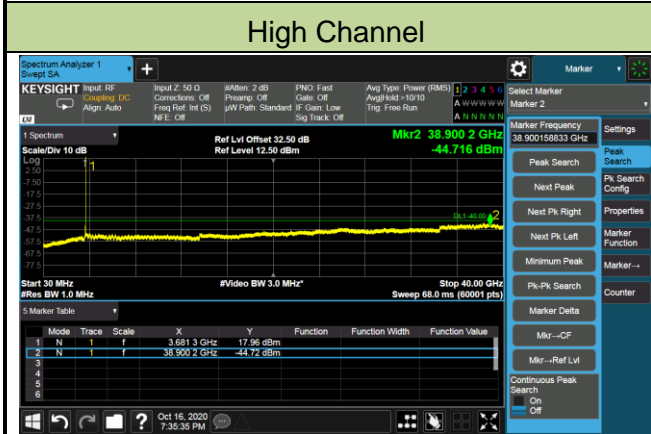 High Channel
Spectrum Analyzer 1
Swept SA
Marker
KEYSIGHT
Input: RF
Coupling: DC
Align: Auto
Input Z: 50 Ω
Corrections: Off
Freq Ref: Int (S)
NFE: Off
#Atten: 2 dB
Preamp: Off
µW Path: Standard
PNO: Fast
Gate: Off
IF Gain: Low
Sig Track: Off
Avg Type: Power (RMS)
Avg|Hold:>10/10
Trig: Free Run
1 2 3 4 5 6
A W W W W W
A N N N N N
Select Marker
Marker 2
LXI
1 Spectrum
Scale/Div 10 dB
Ref Lvl Offset 32.50 dB
Ref Level 12.50 dBm
Mkr2 38.900 2 GHz
-44.716 dBm
Log
2.50
-7.50
-17.5
-27.5
-37.5
-47.5
-57.5
-67.5
-77.5
1
DL1 -40.00
2
Start 30 MHz
#Res BW 1.0 MHz
#Video BW 3.0 MHz*
Stop 40.00 GHz
Sweep 68.0 ms (60001 pts)
5 Marker Table
Mode Trace Scale X Y Function Function Width Function Value
1 N 1 f 3.681 3 GHz 17.96 dBm
2 N 1 f 38.900 2 GHz -44.72 dBm
3
4
5
6
Marker Frequency
38.900158833 GHz
Peak Search
Next Peak
Next Pk Right
Next Pk Left
Minimum Peak
Pk-Pk Search
Marker Delta
Mkr→CF
Mkr→Ref Lvl
Continuous Peak Search
On
Off
Settings
Peak Search
Pk Search Config
Properties
Marker Function
Marker→
Counter
Oct 16, 2020
7:35:35 PM